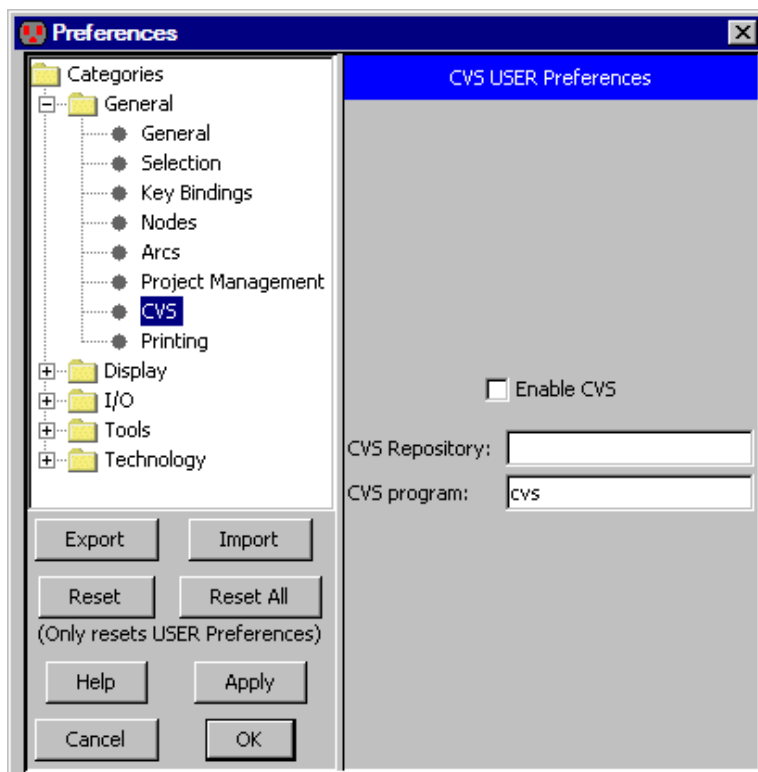 Preferences
Categories
General
General
Selection
Key Bindings
Nodes
Arcs
Project Management
CVS
Printing
Display
I/O
Tools
Technology
Export Import
Reset Reset All
(Only resets USER Preferences)
Help Apply
Cancel OK
CVS USER Preferences
Enable CVS
CVS Repository:
CVS program: cvs